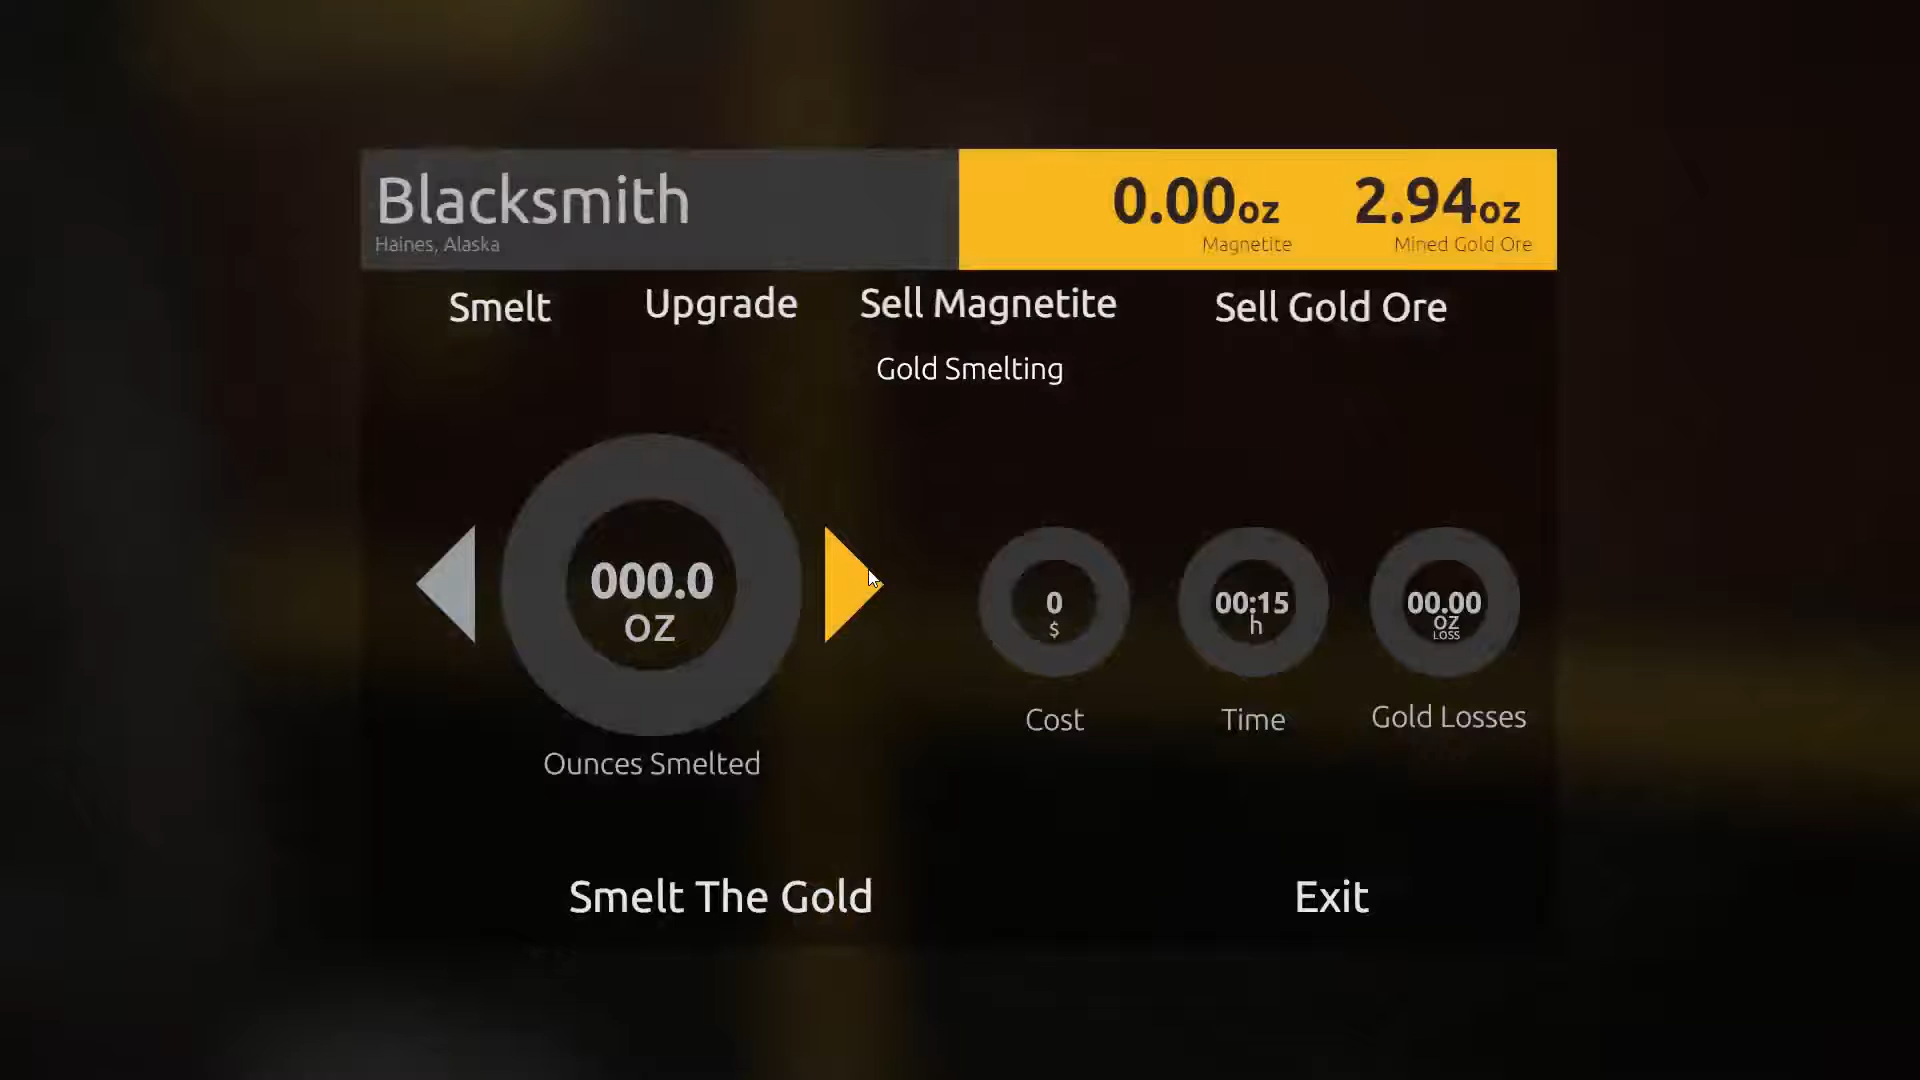 Blacksmith
Haines, Alaska
0.00oz
Magnetite
2.94oz
Mined Gold Ore
Smelt
Upgrade
Sell Magnetite
Sell Gold Ore
Gold Smelting
000.0
OZ
Ounces Smelted
0
$
Cost
00:15
h
Time
00.00
OZ
LOSS
Gold Losses
Smelt The Gold
Exit